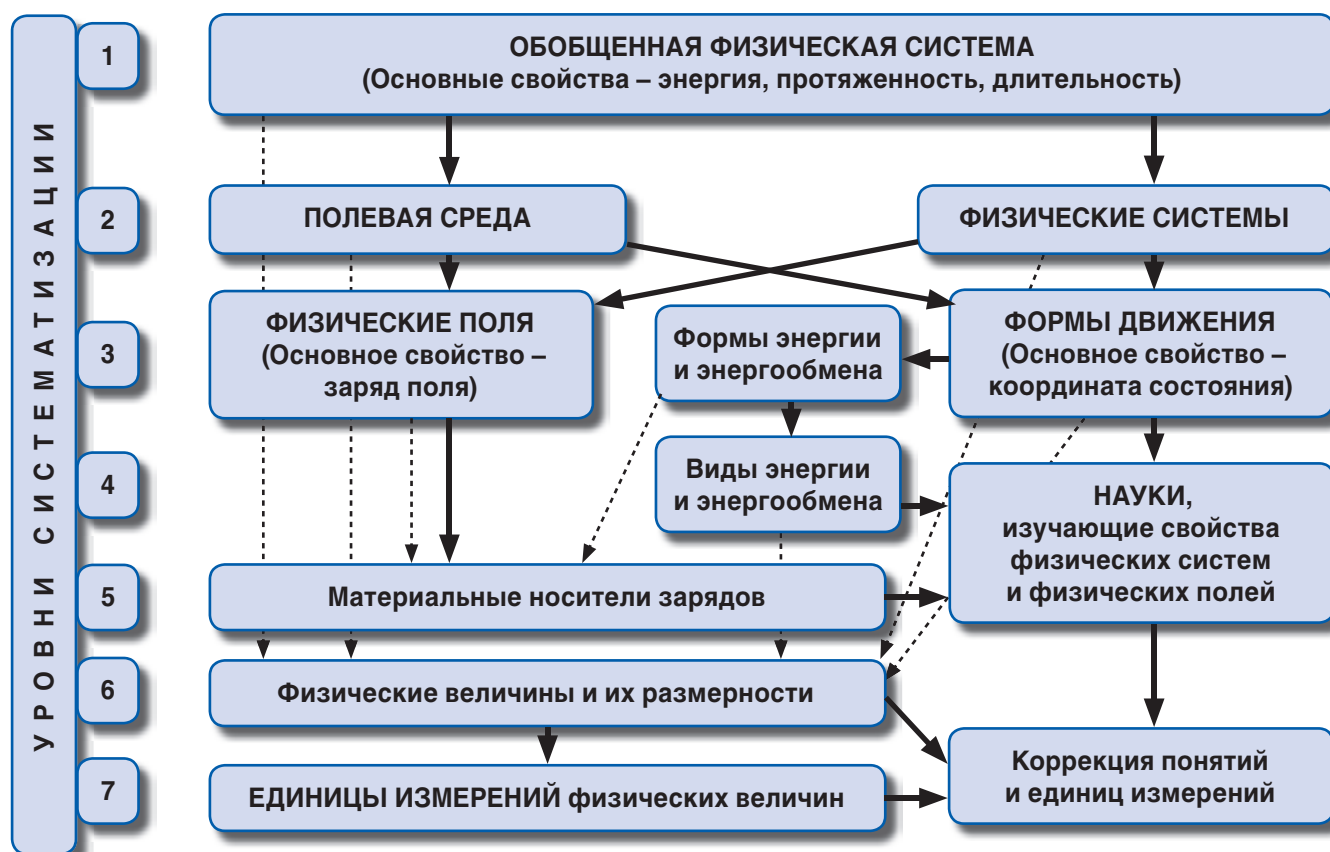 УРОВНИ СИСТЕМАТИЗАЦИИ
1
ОБОБЩЕННАЯ ФИЗИЧЕСКАЯ СИСТЕМА
(Основные свойства – энергия, протяженность, длительность)
2
ПОЛЕВАЯ СРЕДА
ФИЗИЧЕСКИЕ СИСТЕМЫ
3
ФИЗИЧЕСКИЕ ПОЛЯ
(Основное свойство –
заряд поля)
Формы энергии
и энергообмена
ФОРМЫ ДВИЖЕНИЯ
(Основное свойство –
координата состояния)
4
Виды энергии
и энергообмена
НАУКИ,
изучающие свойства
физических систем
и физических полей
5
Материальные носители зарядов
6
Физические величины и их размерности
7
ЕДИНИЦЫ ИЗМЕРЕНИЙ физических величин
Коррекция понятий
и единиц измерений